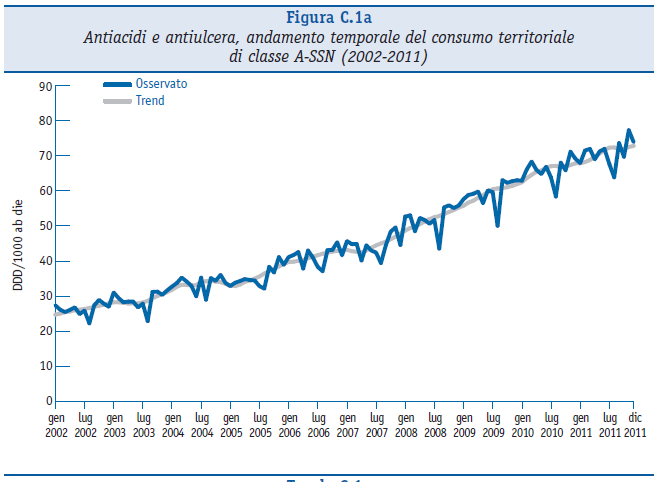 Figura C.1a
Antiacidi e antiulcera, andamento temporale del consumo territoriale
di classe A-SSN (2002-2011)
Osservato
Trend
DDD/1000 ab die
90
80
70
60
50
40
30
20
10
0
gen lug gen lug gen lug gen lug gen lug gen lug gen lug gen lug gen lug gen lug dic
2002 2002 2003 2003 2004 2004 2005 2005 2006 2006 2007 2007 2008 2008 2009 2009 2010 2010 2011 2011 2011